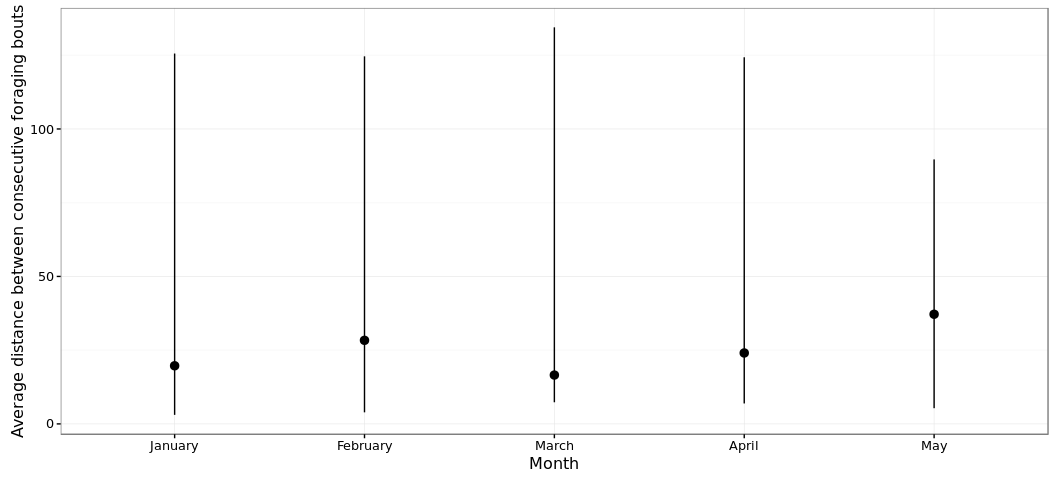 Average distance between consecutive foraging bouts
100
50
0
January February March April May
Month